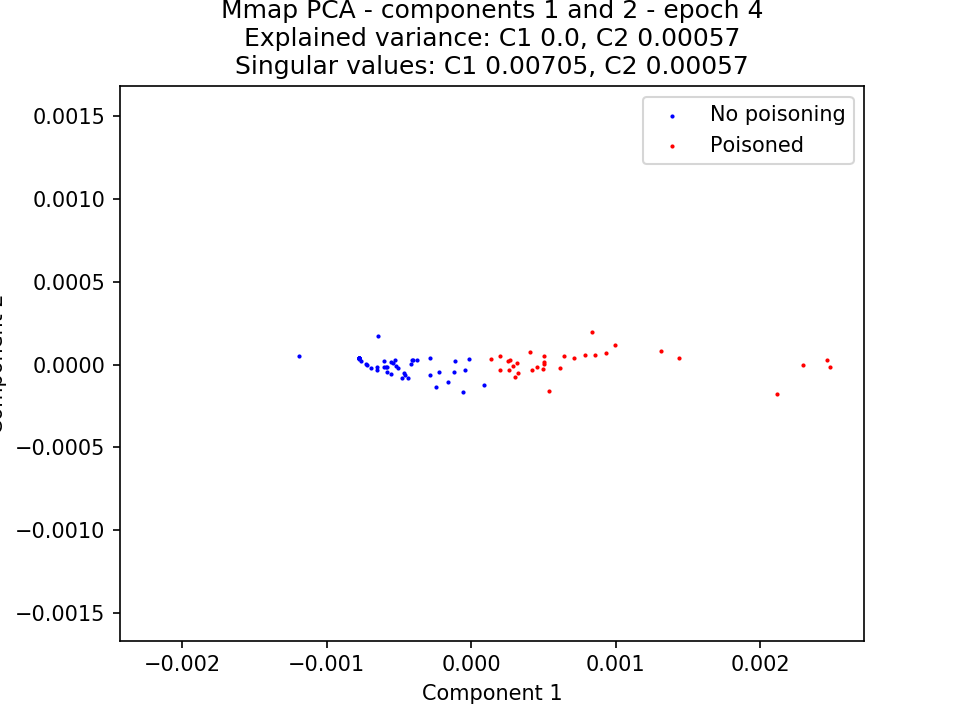 Mmap PCA - components 1 and 2 - epoch 4
Explained variance: C1 0.0, C2 0.00057
Singular values: C1 0.00705, C2 0.00057
No poisoning
Poisoned
0.0015
0.0010
0.0005
0.0000
−0.0005
−0.0010
−0.0015
−0.002 −0.001 0.000 0.001 0.002
Component 1